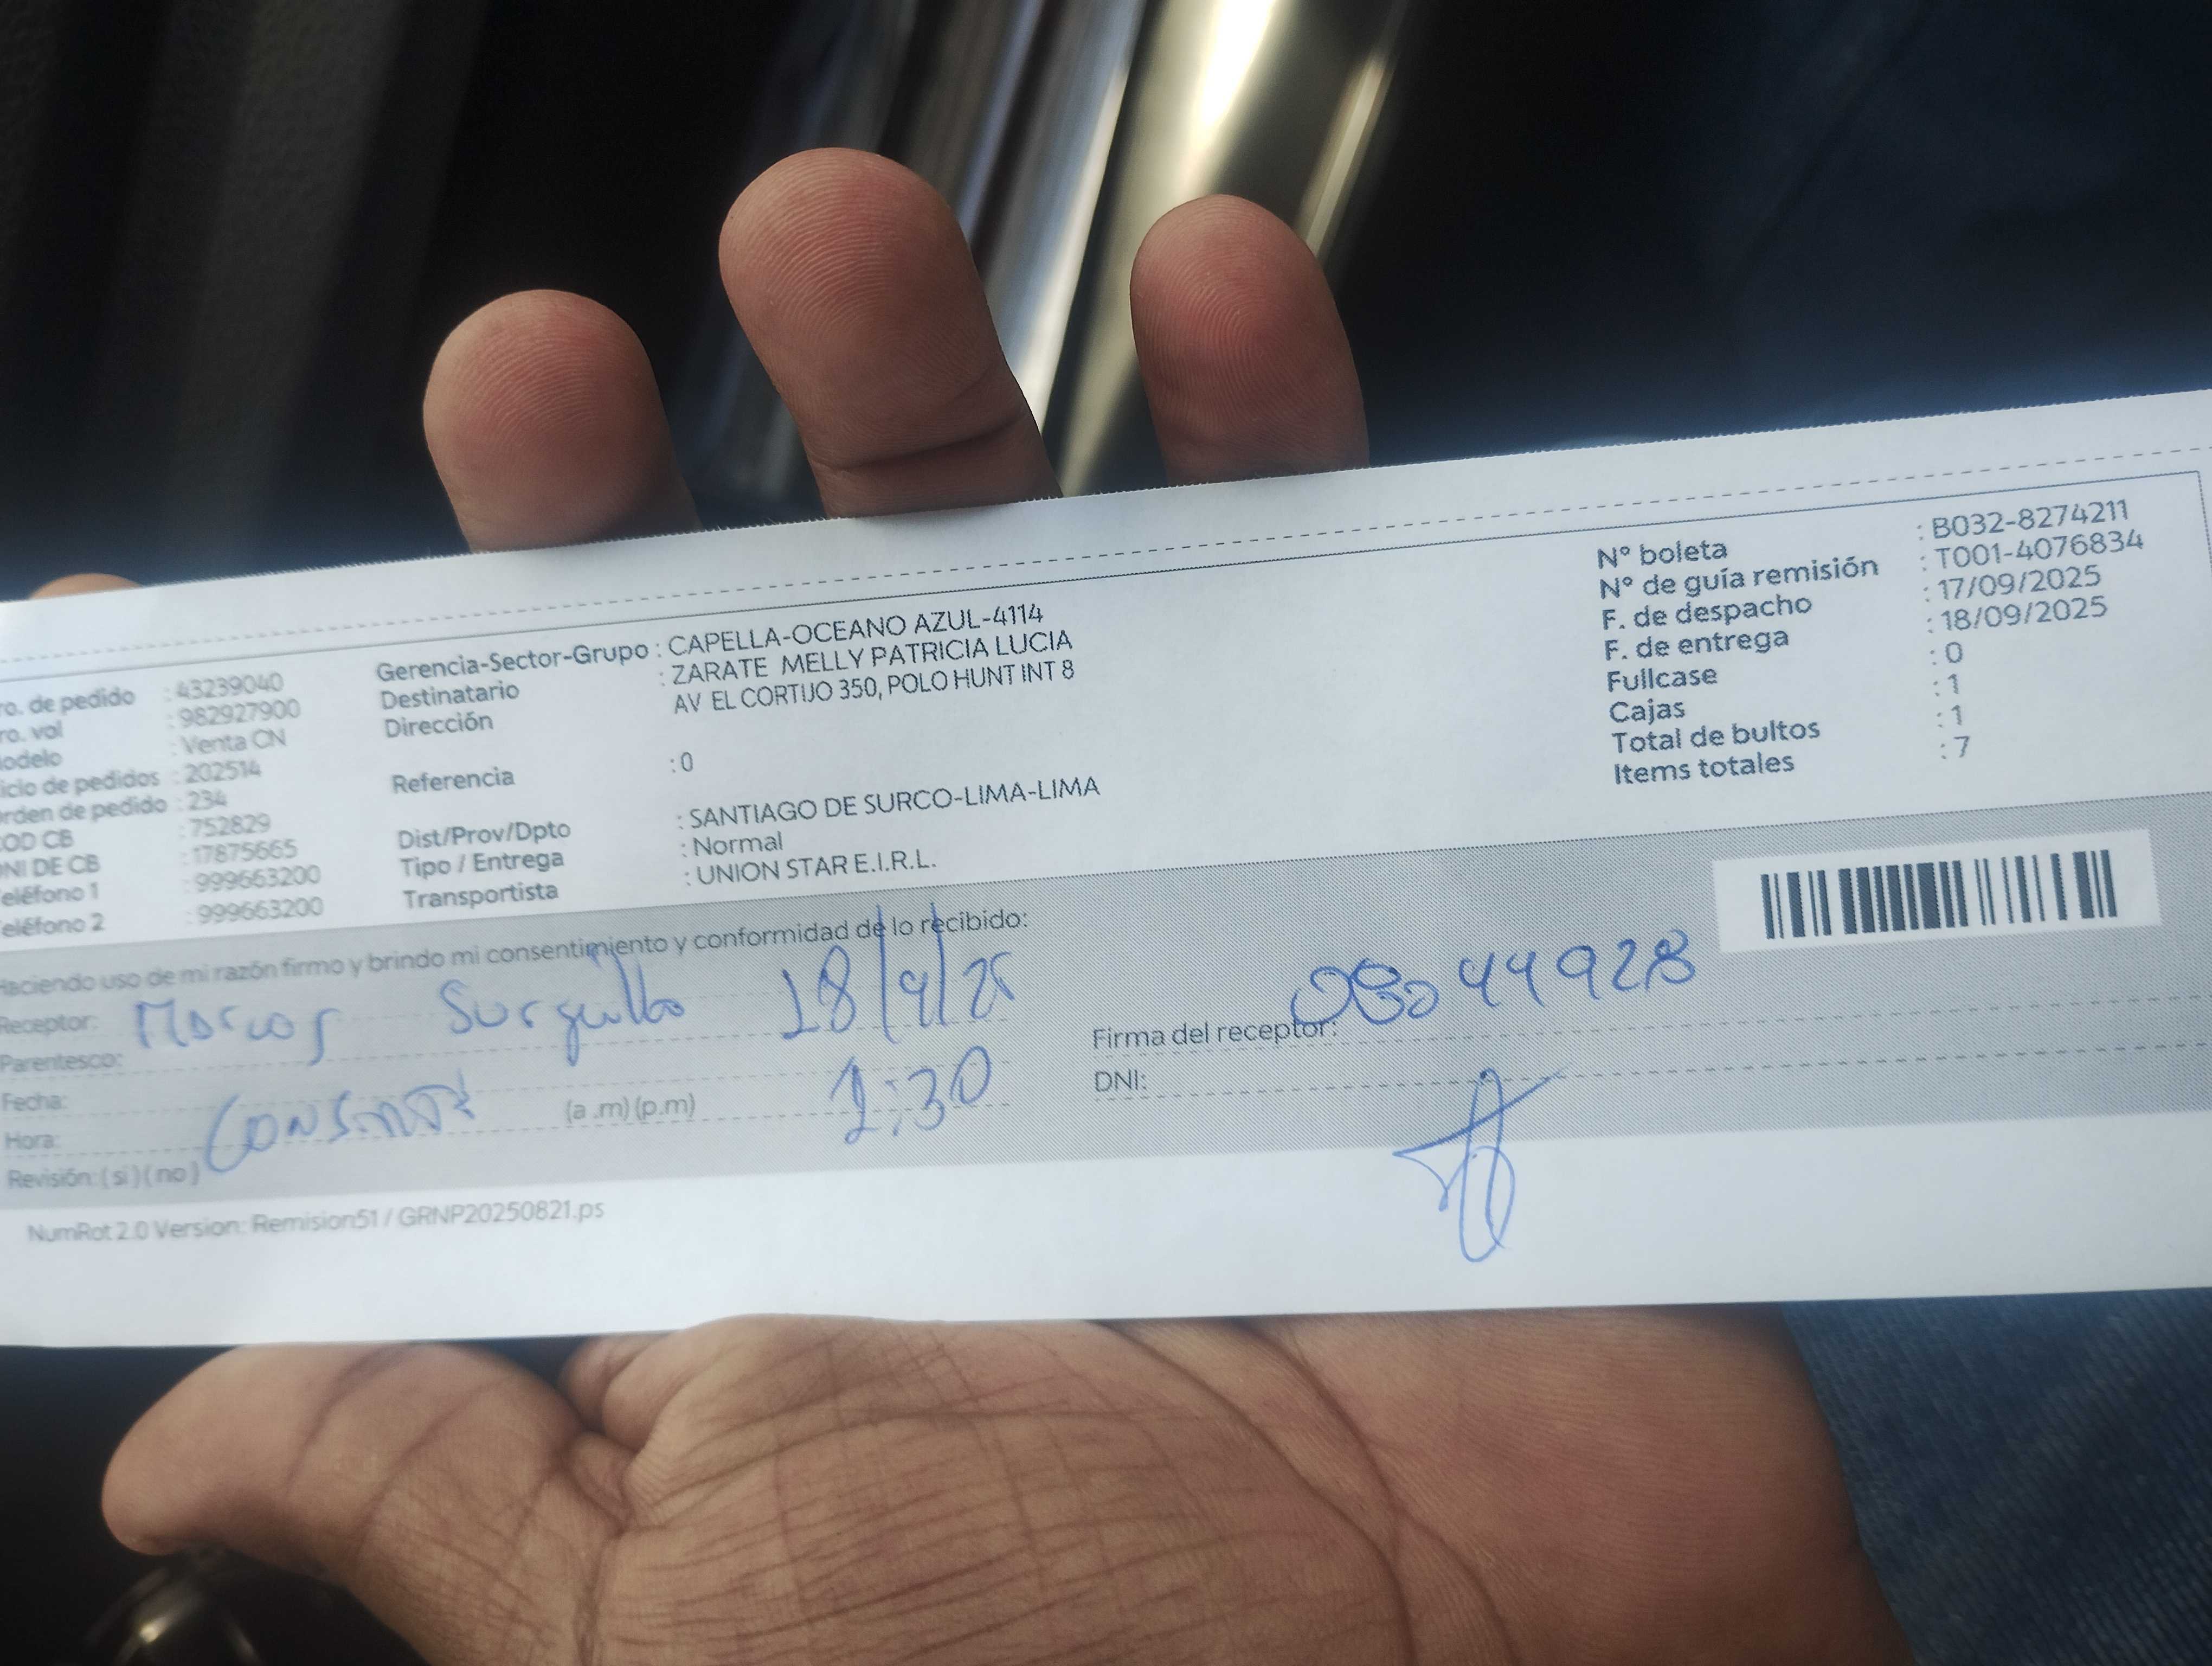 ro. de pedido : 43239040
ro. val : 982927900
odelo : Venta CN
iclo de pedidos : 202514
rden de pedido : 234
OD CB : 752829
NI DE CB : 17875665
eléfono 1 : 999663200
eléfono 2 : 999663200
Gerencia-Sector-Grupo : CAPELLA-OCEANO AZUL-4114
Destinatario : ZARATE MELLY PATRICIA LUCIA
Dirección AV EL CORTIJO 350, POLO HUNT INT 8
Referencia : 0
Dist/Prov/Dpto : SANTIAGO DE SURCO-LIMA-LIMA
Tipo / Entrega : Normal
Transportista : UNION STAR E.I.R.L.
N° boleta : B032-8274211
N° de guía remisión : T001-4076834
F. de despacho : 17/09/2025
F. de entrega : 18/09/2025
Fullcase : 0
Cajas : 1
Total de bultos : 1
Items totales : 7
Haciendo uso de mi razón firmo y brindo mi consentimiento y conformidad de lo recibido:
Receptor: Marcos 18/9/25
Parentesco:
Fecha:
Hora: (a .m) (p.m) 1:30
Revisión: ( si ) ( no )
Firma del receptor:
DNI:
NumRot 2.0 Version: Remision51 / GRNP20250821.ps